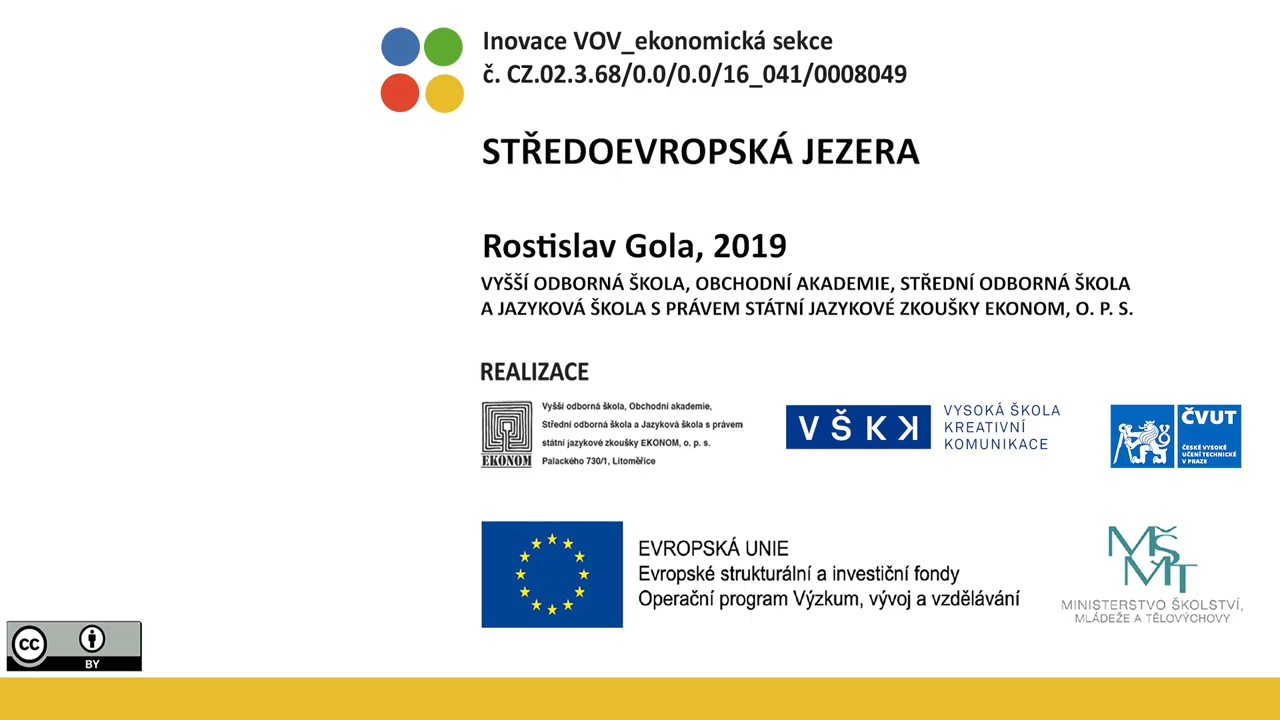 Inovace VOV_ekonomická sekce
č. CZ.02.3.68/0.0/0.0/16_041/0008049
STŘEDOEVROPSKÁ JEZERA
Rostislav Gola, 2019
VYŠŠÍ ODBORNÁ ŠKOLA, OBCHODNÍ AKADEMIE, STŘEDNÍ ODBORNÁ ŠKOLA
A JAZYKOVÁ ŠKOLA S PRÁVEM STÁTNÍ JAZYKOVÉ ZKOUŠKY EKONOM, O. P. S.
REALIZACE
EKONOM
Vyšší odborná škola, Obchodní akademie,
Střední odborná škola a Jazyková škola s právem
státní jazykové zkoušky EKONOM, o. p. s.
Palackého 730/1, Litoměřice
VŠKK
VYSOKÁ ŠKOLA
KREATIVNÍ
KOMUNIKACE
ČVUT
ČESKÉ VYSOKÉ
UČENÍ TECHNICKÉ
V PRAZE
EVROPSKÁ UNIE
Evropské strukturální a investiční fondy
Operační program Výzkum, vývoj a vzdělávání
MŠMT
MINISTERSTVO ŠKOLSTVÍ,
MLÁDEŽE A TĚLOVÝCHOVY
cc
BY